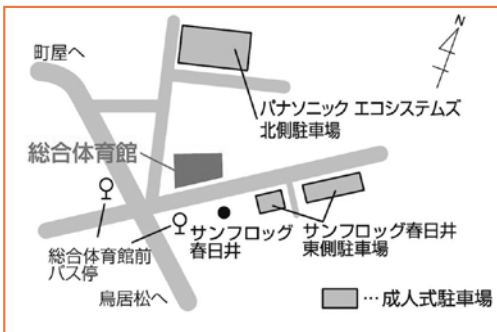 N
町屋へ
パナソニック エコシステムズ
北側駐車場
総合体育館
サンフロッグ
春日井
サンフロッグ春日井
東側駐車場
総合体育館前
バス停
鳥居松へ
…成人式駐車場